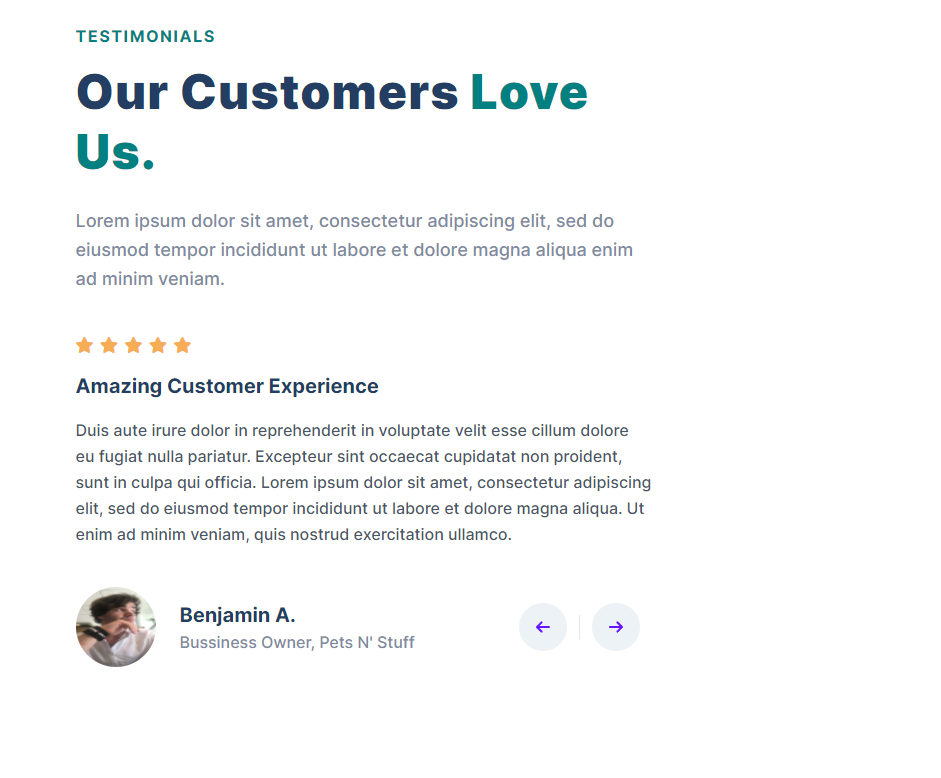 TESTIMONIALS
Our Customers Love
Us.
Lorem ipsum dolor sit amet, consectetur adipiscing elit, sed do
eiusmod tempor incididunt ut labore et dolore magna aliqua enim
ad minim veniam.
Amazing Customer Experience
Duis aute irure dolor in reprehenderit in voluptate velit esse cillum dolore
eu fugiat nulla pariatur. Excepteur sint occaecat cupidatat non proident,
sunt in culpa qui officia. Lorem ipsum dolor sit amet, consectetur adipiscing
elit, sed do eiusmod tempor incididunt ut labore et dolore magna aliqua. Ut
enim ad minim veniam, quis nostrud exercitation ullamco.
Benjamin A.
Bussiness Owner, Pets N' Stuff